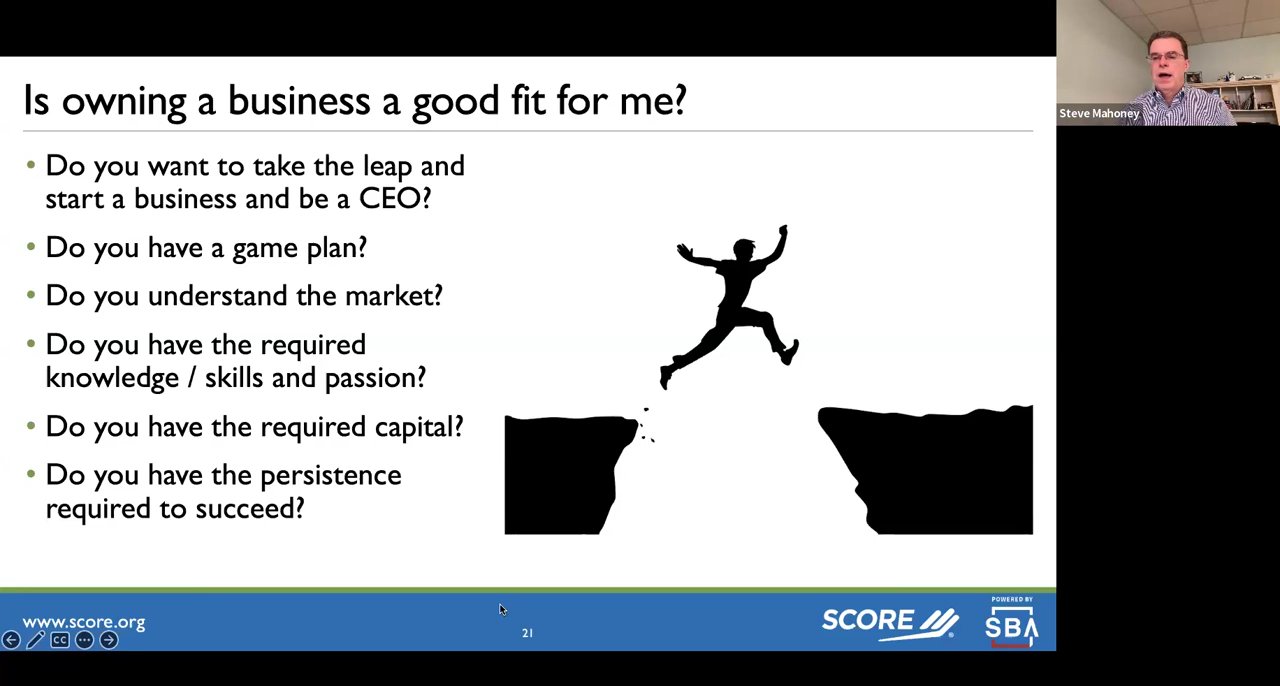 Is owning a business a good fit for me?
• Do you want to take the leap and
start a business and be a CEO?
• Do you have a game plan?
• Do you understand the market?
• Do you have the required
knowledge / skills and passion?
• Do you have the required capital?
• Do you have the persistence
required to succeed?
www.score.org
CC
21
SCORE
®
POWERED BY
SBA
Steve Mahoney